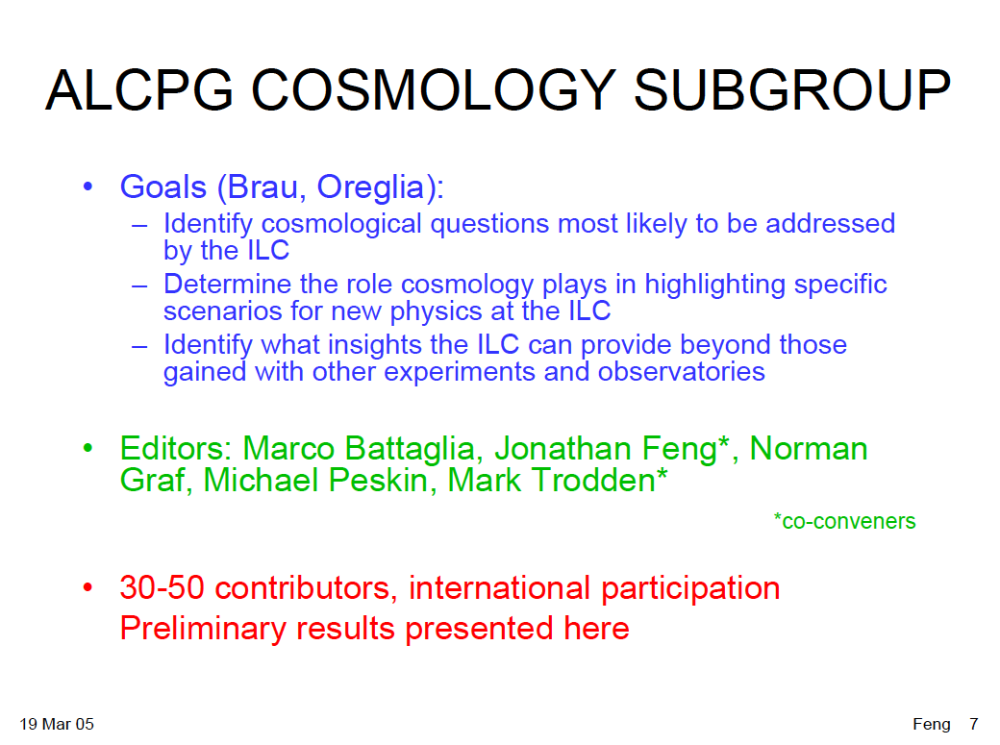 ALCPG COSMOLOGY SUBGROUP
• Goals (Brau, Oreglia):
– Identify cosmological questions most likely to be addressed
by the ILC
– Determine the role cosmology plays in highlighting specific
scenarios for new physics at the ILC
– Identify what insights the ILC can provide beyond those
gained with other experiments and observatories
• Editors: Marco Battaglia, Jonathan Feng*, Norman
Graf, Michael Peskin, Mark Trodden*
*co-conveners
• 30-50 contributors, international participation
Preliminary results presented here
19 Mar 05
Feng 7